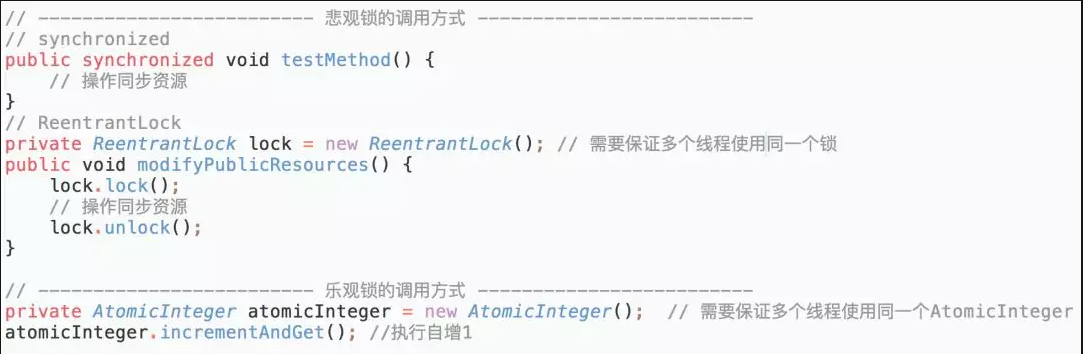 // ------------------------- 悲观锁的调用方式 -------------------------
// synchronized
public synchronized void testMethod() {
    // 操作同步资源
}
// ReentrantLock
private ReentrantLock lock = new ReentrantLock(); // 需要保证多个线程使用同一个锁
public void modifyPublicResources() {
    lock.lock();
    // 操作同步资源
    lock.unlock();
}
// ------------------------- 乐观锁的调用方式 -------------------------
private AtomicInteger atomicInteger = new AtomicInteger();  // 需要保证多个线程使用同一个AtomicInteger
atomicInteger.incrementAndGet(); //执行自增1